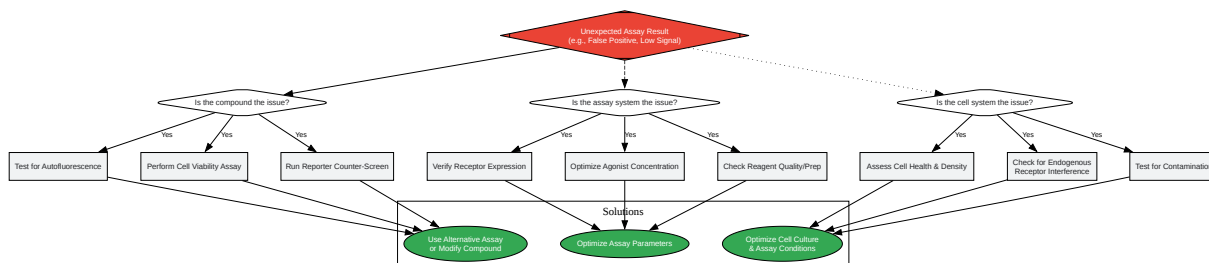 Unexpected Assay Result
(e.g., False Positive, Low Signal)
Is the compound the issue?
Is the assay system the issue?
Is the cell system the issue?
Yes
Yes
Yes
Yes
Yes
Yes
Yes
Yes
Yes
Test for Autofluorescence
Perform Cell Viability Assay
Run Reporter Counter-Screen
Verify Receptor Expression
Optimize Agonist Concentration
Check Reagent Quality/Prep
Assess Cell Health & Density
Check for Endogenous
Receptor Interference
Test for Contamination
Solutions
Use Alternative Assay
or Modify Compound
Optimize Assay Parameters
Optimize Cell Culture
& Assay Conditions